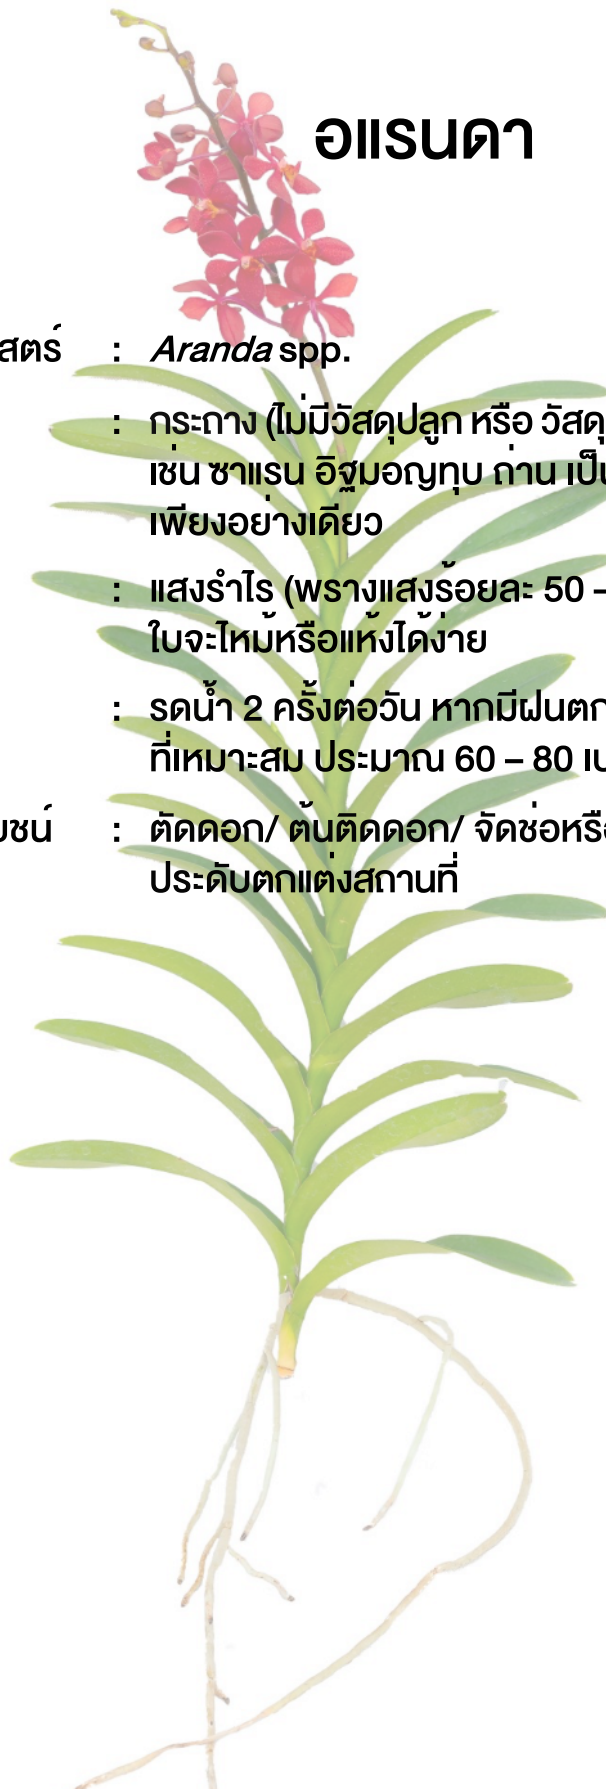 อแรนดา
สตร์ : Aranda spp.
: กระถาง (ไม่มีวัสดุปลูก หรือ วัสดุ
เช่น ซาแรน อิฐมอญทุบ ถ่าน เป็น
เพียงอย่างเดียว
: แสงรำไร (พรางแสงร้อยละ 50 –
ใบจะไหม้หรือแห้งได้ง่าย
: รดน้ำ 2 ครั้งต่อวัน หากมีฝนตก
ที่เหมาะสม ประมาณ 60 – 80 เป
ยชน์ : ตัดดอก/ ต้นติดดอก/ จัดช่อหรือ
ประดับตกแต่งสถานที่